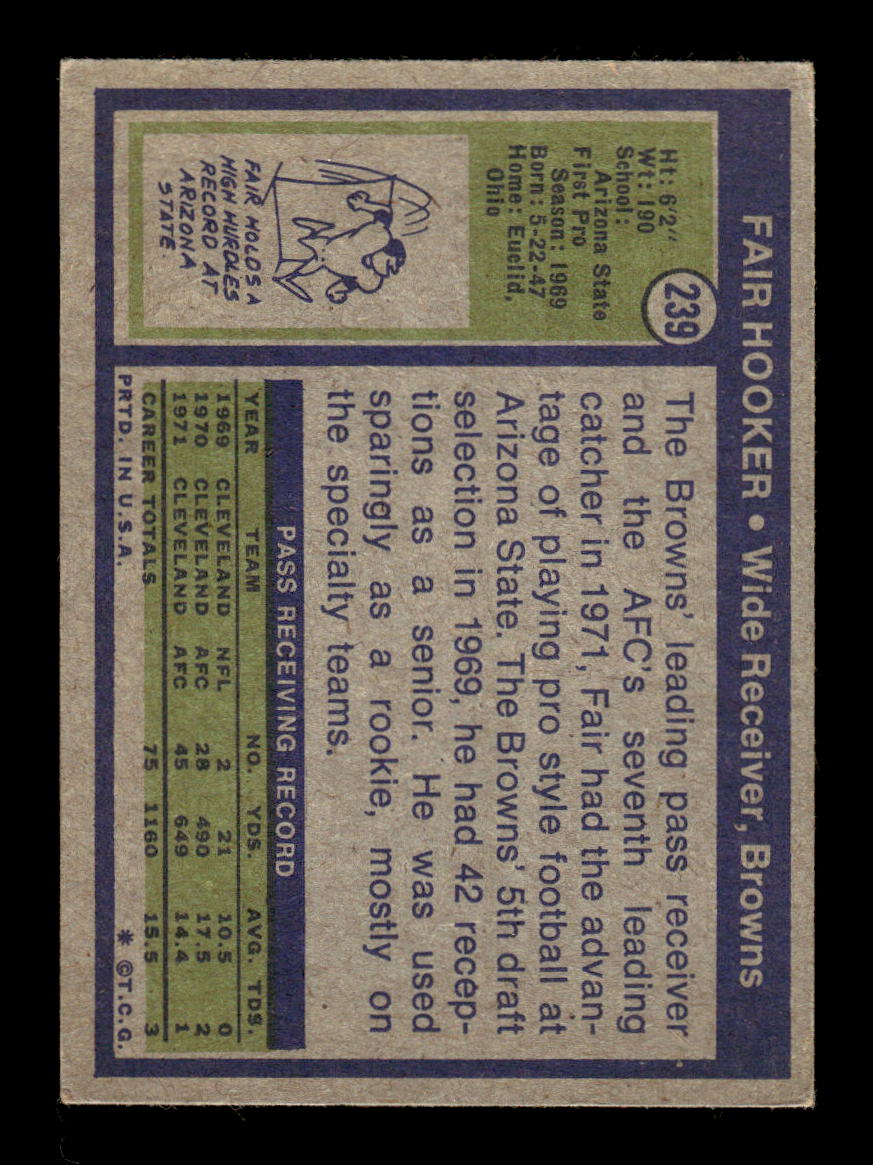 FAIR HOOKER • Wide Receiver, Browns
239
Ht: 6'2"
Wt: 190
School:
Arizona State
First Pro
Season: 1969
Born: 5-22-47
Home: Euclid,
Ohio
FAIR HOLDS A
HIGH HURDLES
RECORD AT
ARIZONA
STATE.
The Browns' leading pass receiver
and the AFC's seventh leading
catcher in 1971, Fair had the advan-
tage of playing pro style football at
Arizona State. The Browns' 5th draft
selection in 1969, he had 42 recep-
tions as a senior. He was used
sparingly as a rookie, mostly on
the specialty teams.
PASS RECEIVING RECORD
YEAR TEAM NO. YDS. AVG. TDS.
1969 CLEVELAND NFL 2 21 10.5 0
1970 CLEVELAND AFC 28 490 17.5 2
1971 CLEVELAND AFC 45 649 14.4 1
CAREER TOTALS 75 1160 15.5 3
PRTD. IN U.S.A. * ©T.C.G.